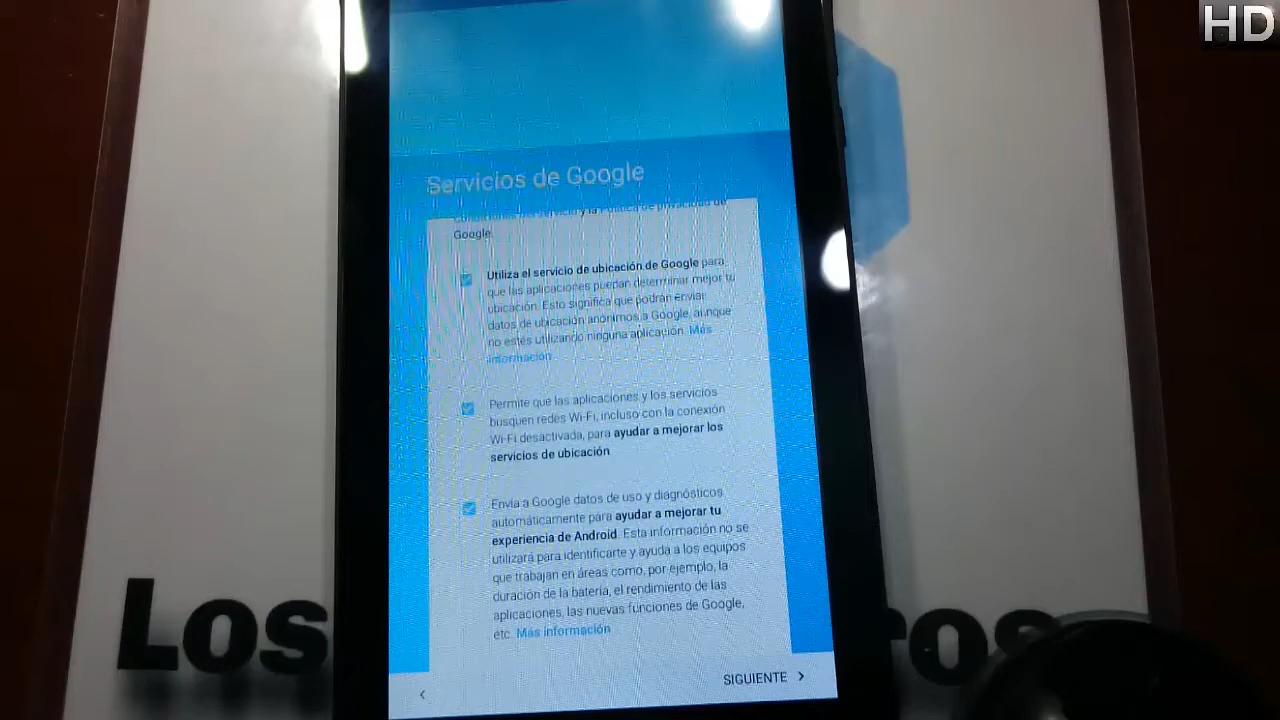 HD
Servicios de Google
y la Política de privacidad de
Google.
Utiliza el servicio de ubicación de Google para
que las aplicaciones puedan determinar mejor tu
ubicación. Esto significa que podrán enviar
datos de ubicación anónimos a Google, aunque
no estés utilizando ninguna aplicación. Más
información
Permite que las aplicaciones y los servicios
busquen redes Wi-Fi, incluso con la conexión
Wi-Fi desactivada, para ayudar a mejorar los
servicios de ubicación
Envía a Google datos de uso y diagnósticos
automáticamente para ayudar a mejorar tu
experiencia de Android. Esta información no se
utilizará para identificarte y ayuda a los equipos
que trabajan en áreas como, por ejemplo, la
duración de la batería, el rendimiento de las
aplicaciones, las nuevas funciones de Google,
etc. Más información
SIGUIENTE
Los
ros